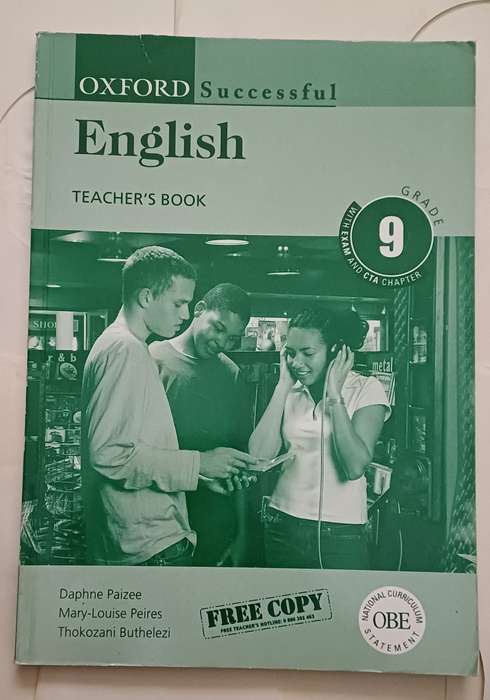 OXFORD Successful
English
TEACHER'S BOOK
GRADE
9
WITH EXAM AND CTA CHAPTER
r & b
metal
Daphne Paizee
Mary-Louise Peires
Thokozani Buthelezi
FREE COPY
NATIONAL CURRICULUM
OBE
STATEMENT